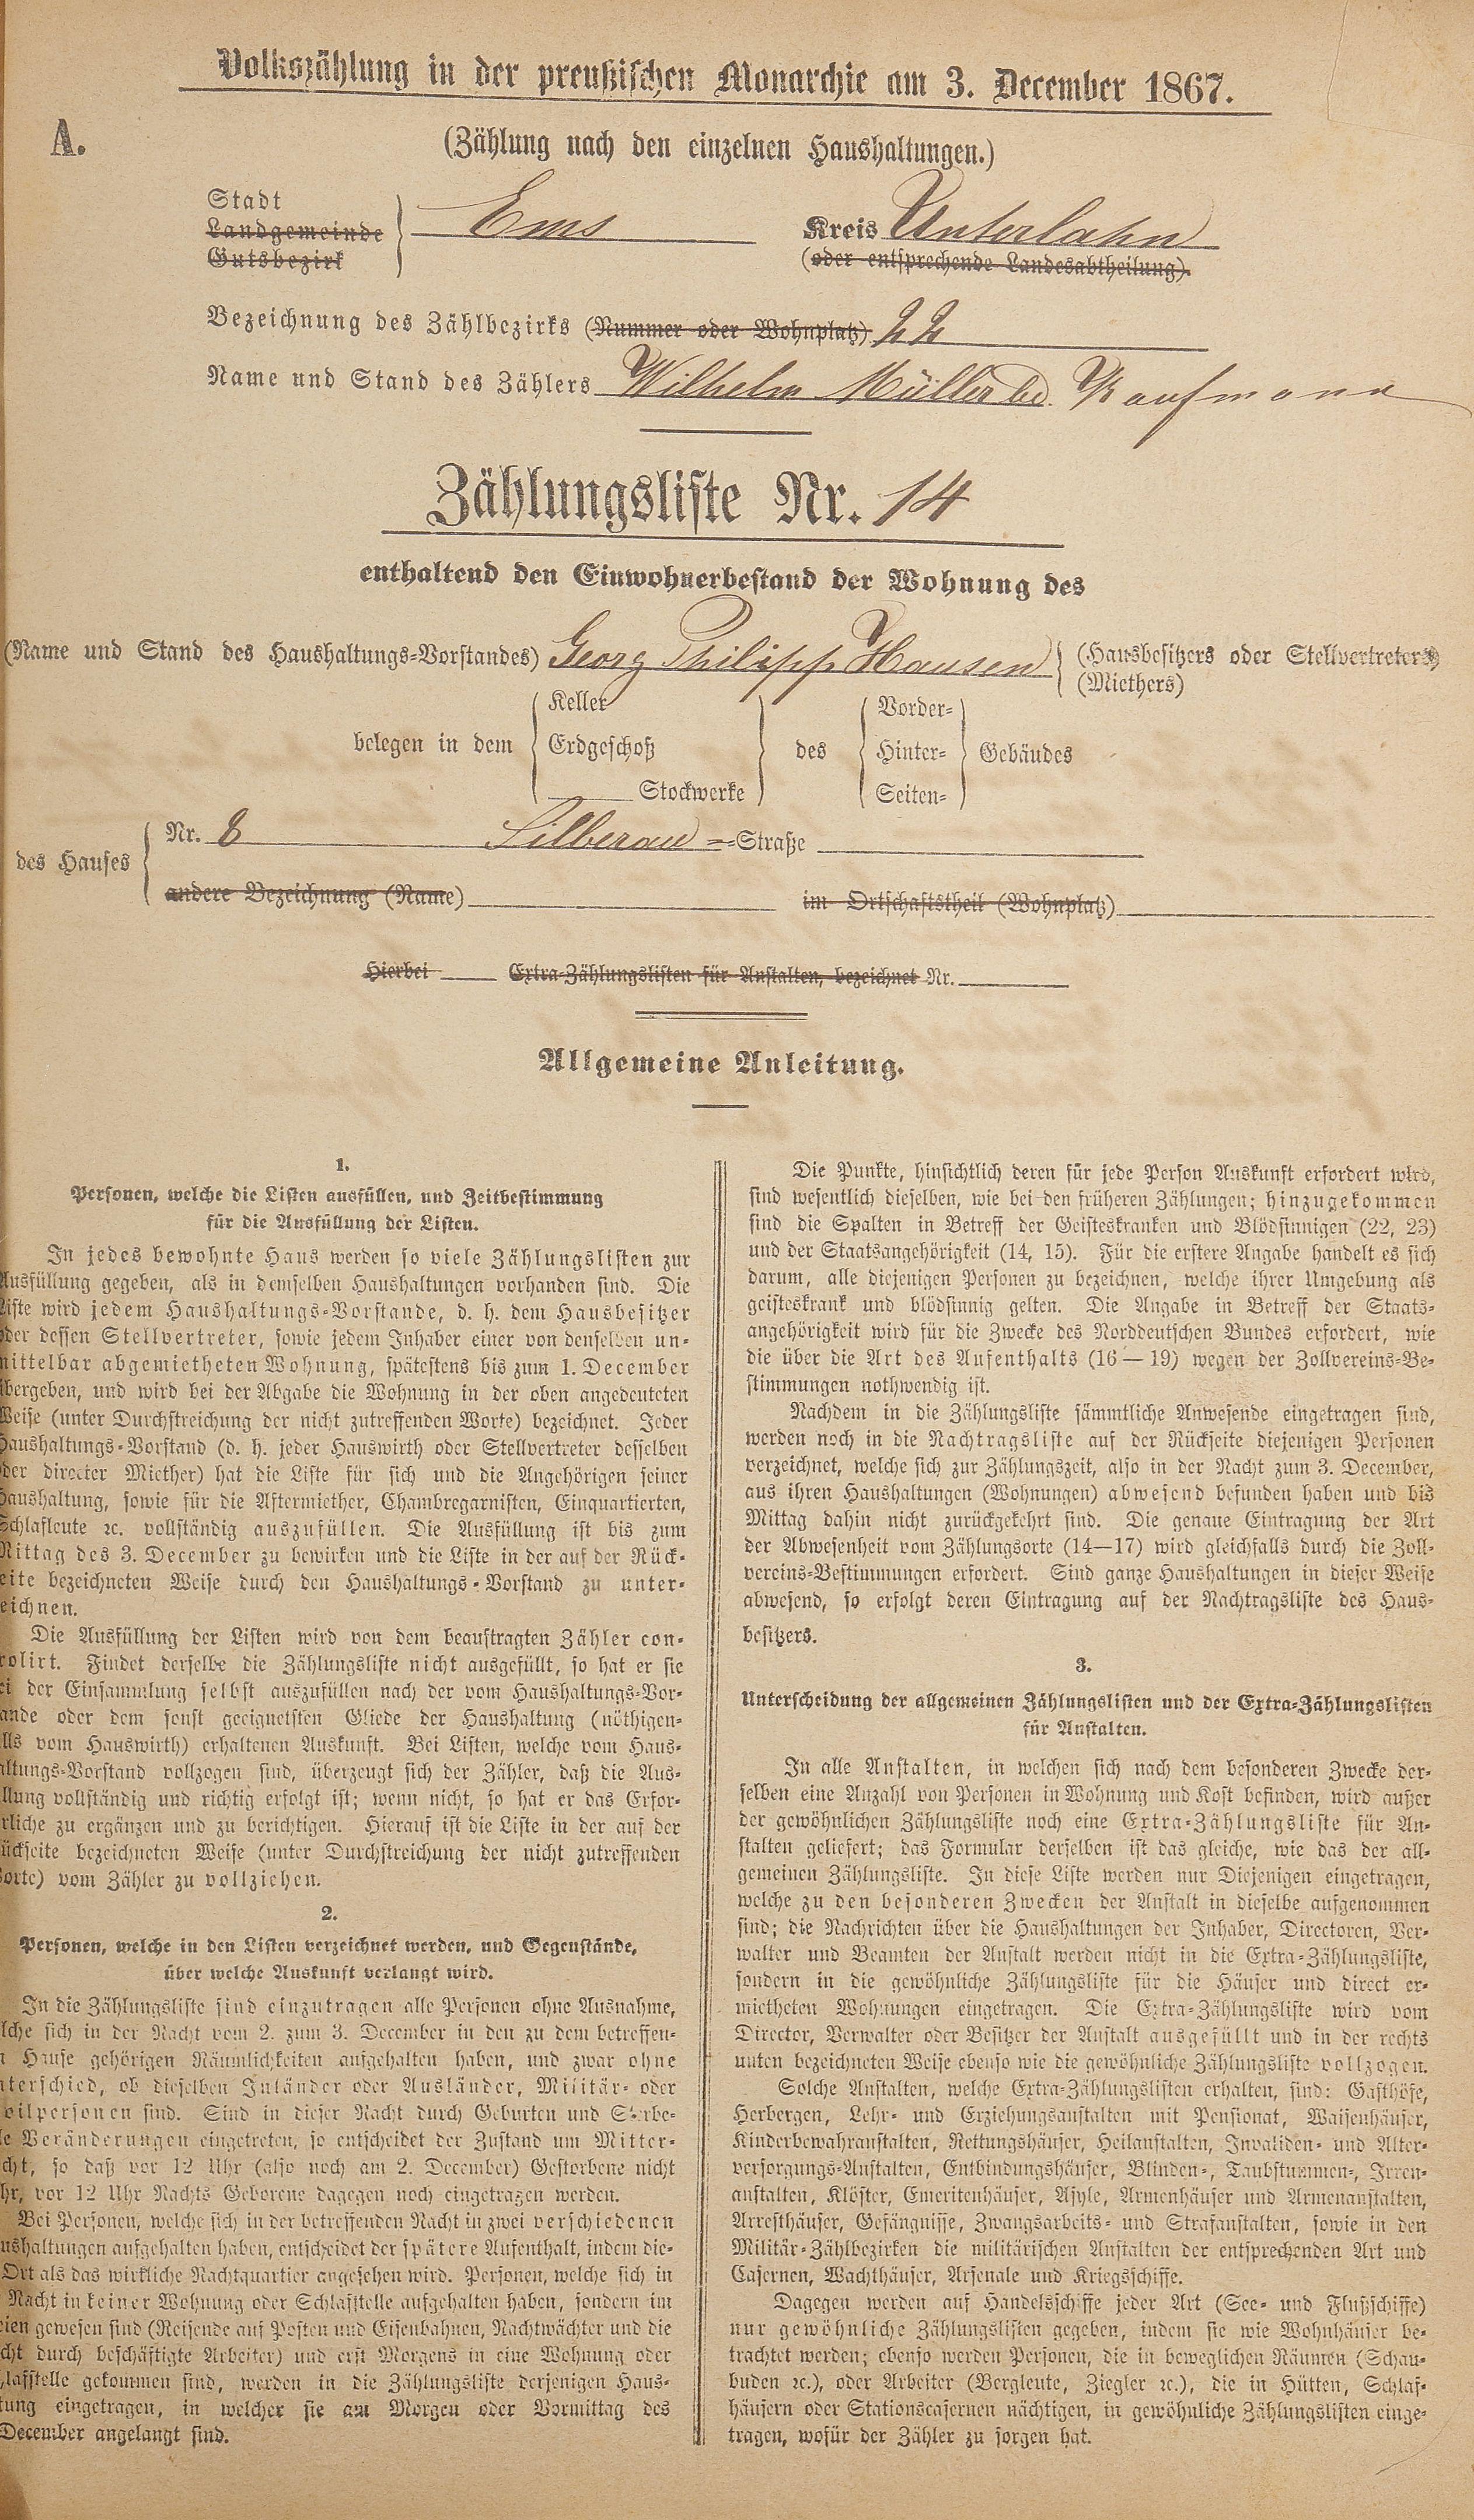 Volkszählung in der preußischen Monarchie am 3. December 1867.
A.
(Zählung nach den einzelnen Haushaltungen.)
Stadt
Landgemeinde
Gutsbezirk
Ems
Kreis Unterlahn
(oder entsprechende Landesabtheilung).
Bezeichnung des Zählbezirks (Nummer oder Wohnplatz) 22
Name und Stand des Zählers Wilhelm Müller Kaufmann
Zählungsliste Nr. 14
enthaltend den Einwohnerbestand der Wohnung des
(Name und Stand des Haushaltungs-Vorstandes) Georg Philipp Hausen
(Hausbesitzers oder Stellvertreters)
(Miethers)
belegen in dem
Keller
Erdgeschoß
Stockwerke
des
Vorder-
Hinter-
Seiten-
Gebäudes
des Hauses
Nr. 8 Silberau -Straße
andere Bezeichnung (Name)
im Ortschaftstheil (Wohnplatz)
Hierbei Extra-Zählungslisten für Anstalten, bezeichnet Nr.
Allgemeine Anleitung.
1.
Personen, welche die Listen ausfüllen, und Zeitbestimmung
für die Ausfüllung der Listen.
In jedes bewohnte Haus werden so viele Zählungslisten zur
Ausfüllung gegeben, als in demselben Haushaltungen vorhanden sind. Die
Liste wird jedem Haushaltungs-Vorstande, d. h. dem Hausbesitzer
oder dessen Stellvertreter, sowie jedem Inhaber einer von denselben un-
mittelbar abgemietheten Wohnung, spätestens bis zum 1. December
übergeben, und wird bei der Abgabe die Wohnung in der oben angedeuteten
Weise (unter Durchstreichung der nicht zutreffenden Worte) bezeichnet. Jeder
Haushaltungs-Vorstand (d. h. jeder Hauswirth oder Stellvertreter desselben
oder directer Miether) hat die Liste für sich und die Angehörigen seiner
Haushaltung, sowie für die Aftermiether, Chambregarnisten, Einquartierten,
Schlafleute ꝛc. vollständig auszufüllen. Die Ausfüllung ist bis zum
Mittag des 3. December zu bewirken und die Liste in der auf der Rück-
eite bezeichneten Weise durch den Haushaltungs-Vorstand zu unter-
eichnen.
Die Ausfüllung der Listen wird von dem beauftragten Zähler con-
rolirt. Findet derselbe die Zählungsliste nicht ausgefüllt, so hat er sie
ei der Einsammlung selbst auszufüllen nach der vom Haushaltungs-Vor-
ande oder dem sonst geeignetsten Gliede der Haushaltung (nöthigen-
lls vom Hauswirth) erhaltenen Auskunft. Bei Listen, welche vom Haus-
altungs-Vorstand vollzogen sind, überzeugt sich der Zähler, daß die Aus-
llung vollständig und richtig erfolgt ist; wenn nicht, so hat er das Erfor-
rliche zu ergänzen und zu berichtigen. Hierauf ist die Liste in der auf der
ückseite bezeichneten Weise (unter Durchstreichung der nicht zutreffenden
orte) vom Zähler zu vollziehen.
2.
Personen, welche in den Listen verzeichnet werden, und Gegenstände,
über welche Auskunft verlangt wird.
In die Zählungsliste sind einzutragen alle Personen ohne Ausnahme,
lche sich in der Nacht vom 2. zum 3. December in den zu dem betreffen-
n Hause gehörigen Räumlichkeiten aufgehalten haben, und zwar ohne
terschied, ob dieselben Inländer oder Ausländer, Militär- oder
vilpersonen sind. Sind in dieser Nacht durch Geburten und Sterbe-
le Veränderungen eingetreten, so entscheidet der Zustand um Mitter-
cht, so daß vor 12 Uhr (also noch am 2. December) Gestorbene nicht
hr, vor 12 Uhr Nachts Geborene dagegen noch eingetragen werden.
Bei Personen, welche sich in der betreffenden Nacht in zwei verschiedenen
ushaltungen aufgehalten haben, entscheidet der spätere Aufenthalt, indem die-
Ort als das wirkliche Nachtquartier angesehen wird. Personen, welche sich in
Nacht in keiner Wohnung oder Schlafstelle aufgehalten haben, sondern im
eien gewesen sind (Reisende auf Posten und Eisenbahnen, Nachtwächter und die
cht durch beschäftigte Arbeiter) und erst Morgens in eine Wohnung oder
lafstelle gekommen sind, werden in die Zählungsliste derjenigen Haus-
tung eingetragen, in welcher sie am Morgen oder Vormittag des
December angelangt sind.
Die Punkte, hinsichtlich deren für jede Person Auskunft erfordert wird,
sind wesentlich dieselben, wie bei den früheren Zählungen; hinzugekommen
sind die Spalten in Betreff der Geisteskranken und Blödsinnigen (22, 23)
und der Staatsangehörigkeit (14, 15). Für die erstere Angabe handelt es sich
darum, alle diejenigen Personen zu bezeichnen, welche ihrer Umgebung als
geisteskrank und blödsinnig gelten. Die Angabe in Betreff der Staats-
angehörigkeit wird für die Zwecke des Norddeutschen Bundes erfordert, wie
die über die Art des Aufenthalts (16—19) wegen der Zollvereins-Be-
stimmungen nothwendig ist.
Nachdem in die Zählungsliste sämmtliche Anwesende eingetragen sind,
werden noch in die Nachtragsliste auf der Rückseite diejenigen Personen
verzeichnet, welche sich zur Zählungszeit, also in der Nacht zum 3. December,
aus ihren Haushaltungen (Wohnungen) abwesend befunden haben und bis
Mittag dahin nicht zurückgekehrt sind. Die genaue Eintragung der Art
der Abwesenheit vom Zählungsorte (14—17) wird gleichfalls durch die Zoll-
vereins-Bestimmungen erfordert. Sind ganze Haushaltungen in dieser Weise
abwesend, so erfolgt deren Eintragung auf der Nachtragsliste des Haus-
besitzers.
3.
Unterscheidung der allgemeinen Zählungslisten und der Extra-Zählungslisten
für Anstalten.
In alle Anstalten, in welchen sich nach dem besonderen Zwecke der-
selben eine Anzahl von Personen in Wohnung und Kost befinden, wird außer
der gewöhnlichen Zählungsliste noch eine Extra-Zählungsliste für An-
stalten geliefert; das Formular derselben ist das gleiche, wie das der all-
gemeinen Zählungsliste. In diese Liste werden nur Diejenigen eingetragen,
welche zu den besonderen Zwecken der Anstalt in dieselbe aufgenommen
sind; die Nachrichten über die Haushaltungen der Inhaber, Directoren, Ver-
walter und Beamten der Anstalt werden nicht in die Extra-Zählungsliste,
sondern in die gewöhnliche Zählungsliste für die Häuser und direct er-
mietheten Wohnungen eingetragen. Die Extra-Zählungsliste wird vom
Director, Verwalter oder Besitzer der Anstalt ausgefüllt und in der rechts
unten bezeichneten Weise ebenso wie die gewöhnliche Zählungsliste vollzogen.
Solche Anstalten, welche Extra-Zählungslisten erhalten, sind: Gasthöfe,
Herbergen, Lehr- und Erziehungsanstalten mit Pensionat, Waisenhäuser,
Kinderbewahranstalten, Rettungshäuser, Heilanstalten, Invaliden- und Alter-
versorgungs-Anstalten, Entbindungshäuser, Blinden-, Taubstummen-, Irren-
anstalten, Klöster, Emeritenhäuser, Asyle, Armenhäuser und Armenanstalten,
Arresthäuser, Gefängnisse, Zwangsarbeits- und Strafanstalten, sowie in den
Militär-Zählbezirken die militärischen Anstalten der entsprechenden Art und
Casernen, Wachthäuser, Arsenale und Kriegsschiffe.
Dagegen werden auf Handelsschiffe jeder Art (See- und Flußschiffe)
nur gewöhnliche Zählungslisten gegeben, indem sie wie Wohnhäuser be-
trachtet werden; ebenso werden Personen, die in beweglichen Räumen (Schau-
buden ꝛc.), oder Arbeiter (Bergleute, Ziegler ꝛc.), die in Hütten, Schlaf-
häusern oder Stationscasernen nächtigen, in gewöhnliche Zählungslisten einge-
tragen, wofür der Zähler zu sorgen hat.